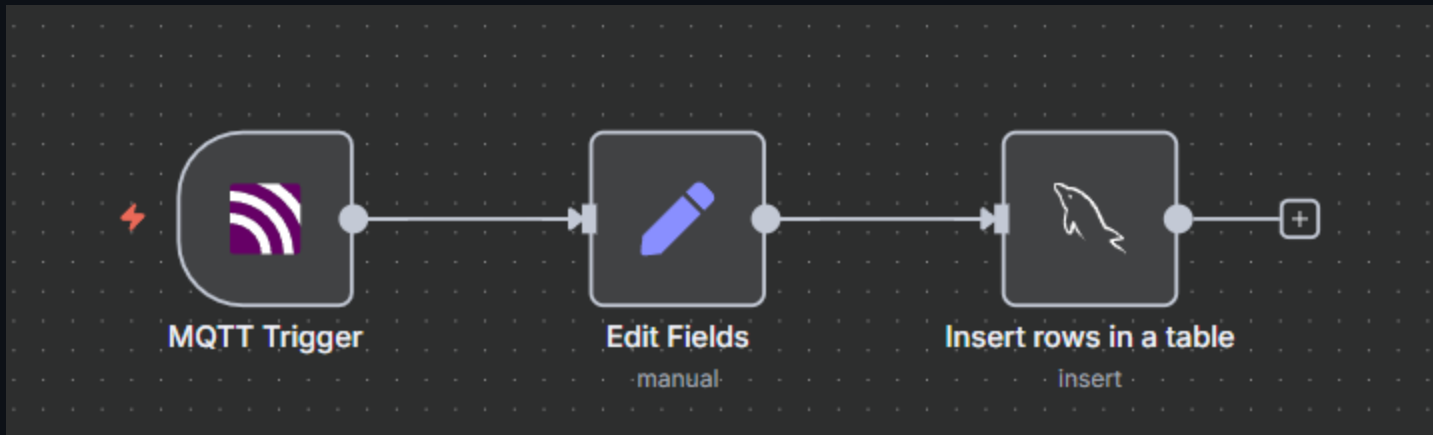 MQTT Trigger
Edit Fields
manual
Insert rows in a table
insert